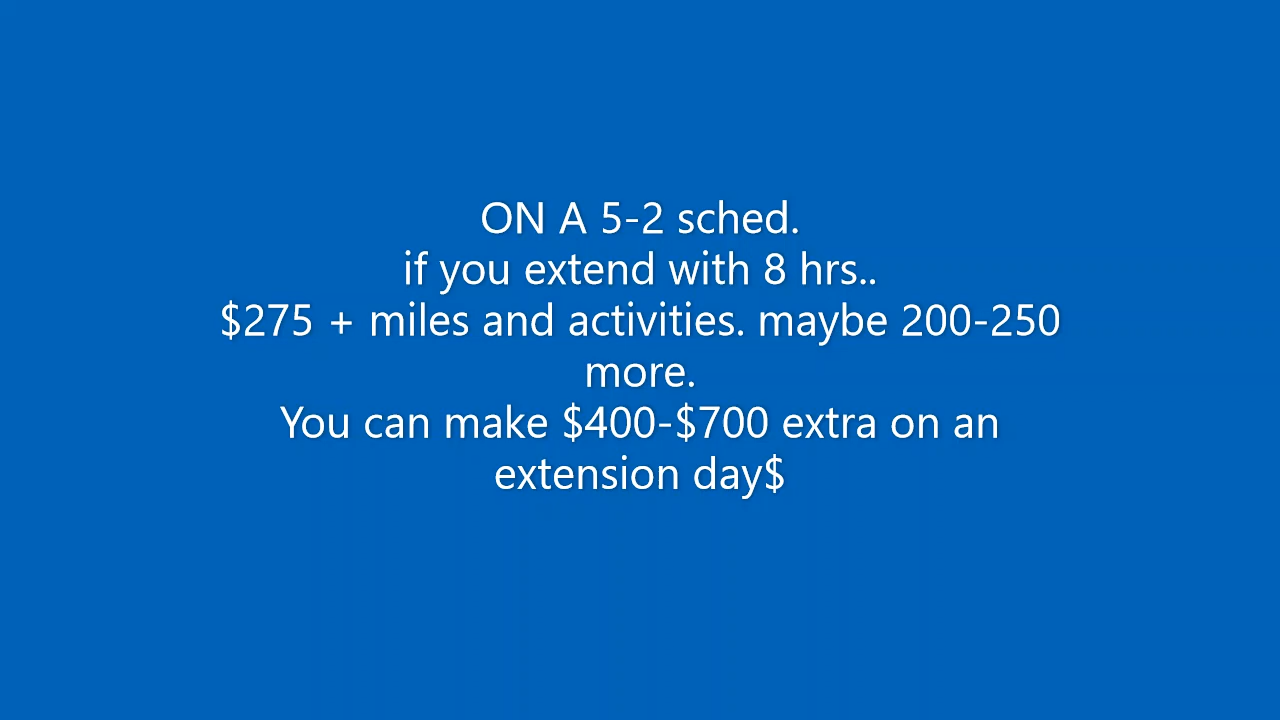 ON A 5-2 sched.
if you extend with 8 hrs..
$275 + miles and activities. maybe 200-250
more.
You can make $400-$700 extra on an
extension day$